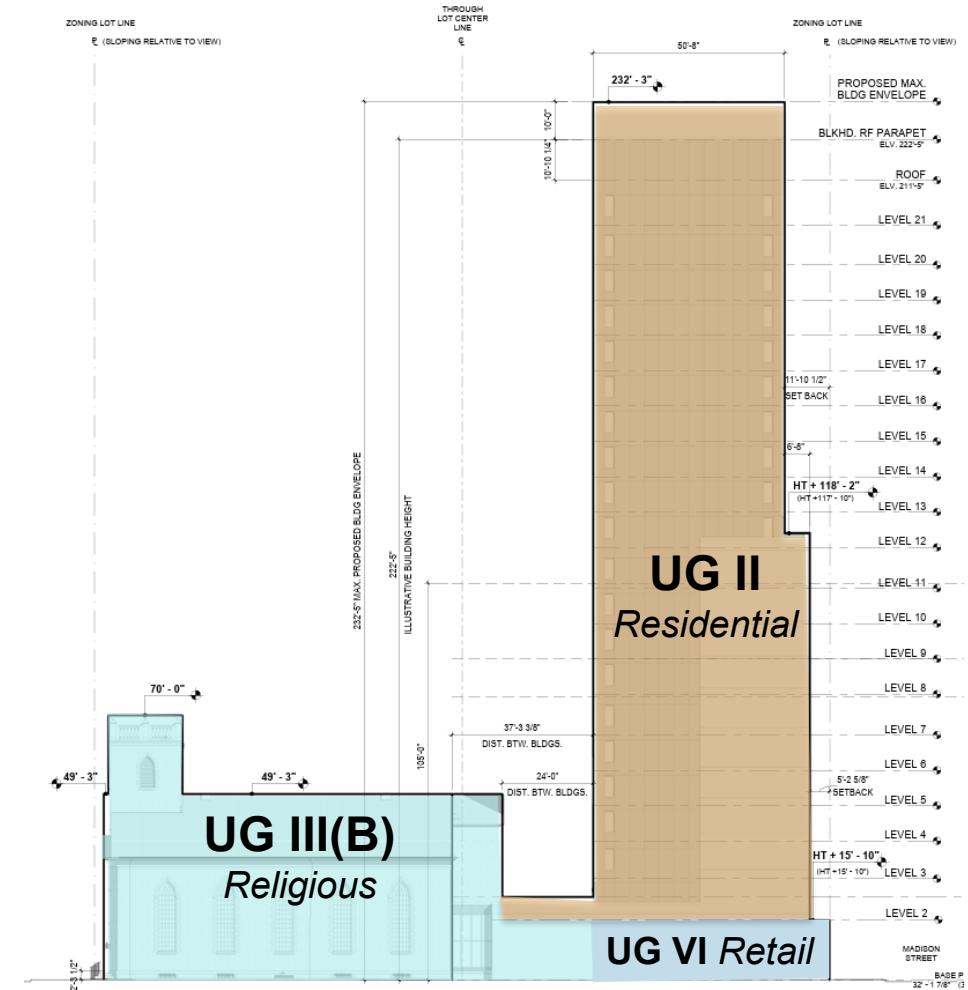 THROUGH
LOT CENTER
LINE
ZONING LOT LINE
(SLOPING RELATIVE TO VIEW)
ZONING LOT LINE
(SLOPING RELATIVE TO VIEW)
50'-8"
232' - 3"
PROPOSED MAX.
BLDG ENVELOPE
10'-0"
BLKHD. RF PARAPET
ELV. 222'-5"
10'-10 1/4"
ROOF
ELV. 211'-5"
LEVEL 21
LEVEL 20
LEVEL 19
LEVEL 18
LEVEL 17
11'-10 1/2"
SET BACK
LEVEL 16
LEVEL 15
6'-8"
LEVEL 14
HT + 118' - 2"
(HT +117' - 10")
LEVEL 13
LEVEL 12
232'-5" MAX. PROPOSED BLDG ENVELOPE
222'-5"
ILLUSTRATIVE BUILDING HEIGHT
UG II
Residential
LEVEL 11
LEVEL 10
LEVEL 9
LEVEL 8
70' - 0"
37'-3 3/8"
DIST. BTW. BLDGS.
LEVEL 7
105'-0"
LEVEL 6
49' - 3"
49' - 3"
24'-0"
DIST. BTW. BLDGS.
5'-2 5/8"
SETBACK
LEVEL 5
UG III(B)
Religious
LEVEL 4
HT + 15' - 10"
(HT +15' - 10")
LEVEL 3
LEVEL 2
UG VI Retail
MADISON
STREET
2'-3 1/2"
BASE P
32' - 1 7/8" (3